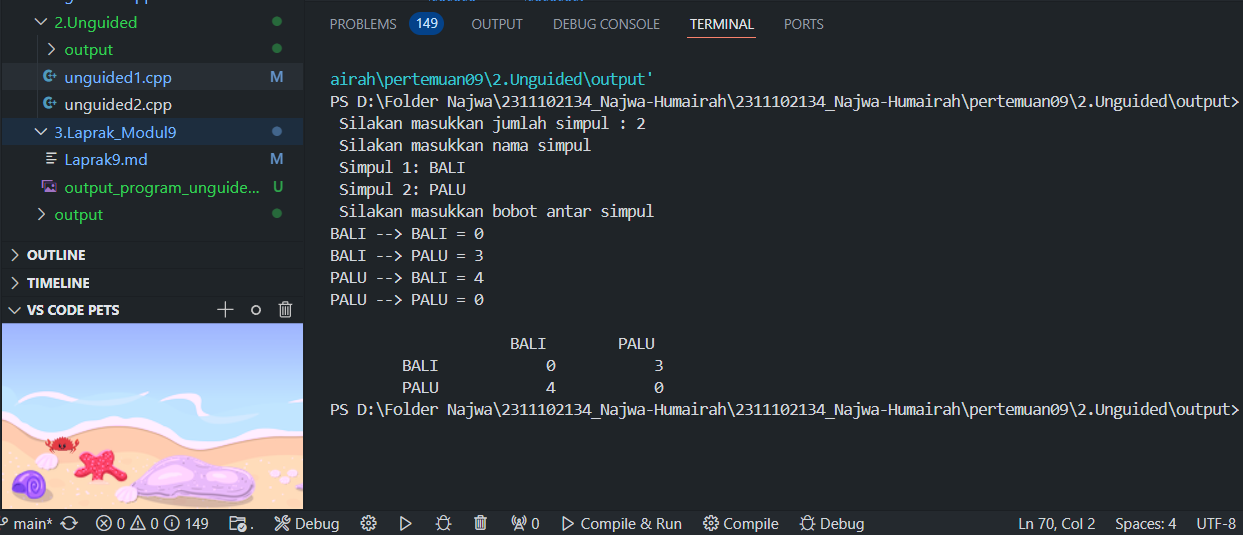 2.Unguided
output
unguided1.cpp M
unguided2.cpp
3.Laprak_Modul9
Laprak9.md M
output_program_unguide... U
output
OUTLINE
TIMELINE
VS CODE PETS
PROBLEMS 149 OUTPUT DEBUG CONSOLE TERMINAL PORTS
airah\pertemuan09\2.Unguided\output'
PS D:\Folder Najwa\2311102134_Najwa-Humairah\2311102134_Najwa-Humairah\pertemuan09\2.Unguided\output>
Silakan masukkan jumlah simpul : 2
Silakan masukkan nama simpul
Simpul 1: BALI
Simpul 2: PALU
Silakan masukkan bobot antar simpul
BALI --> BALI = 0
BALI --> PALU = 3
PALU --> BALI = 4
PALU --> PALU = 0
BALI PALU
BALI 0 3
PALU 4 0
PS D:\Folder Najwa\2311102134_Najwa-Humairah\2311102134_Najwa-Humairah\pertemuan09\2.Unguided\output>
main* 0 0 149 . Debug 0 Compile & Run Compile Debug Ln 70, Col 2 Spaces: 4 UTF-8